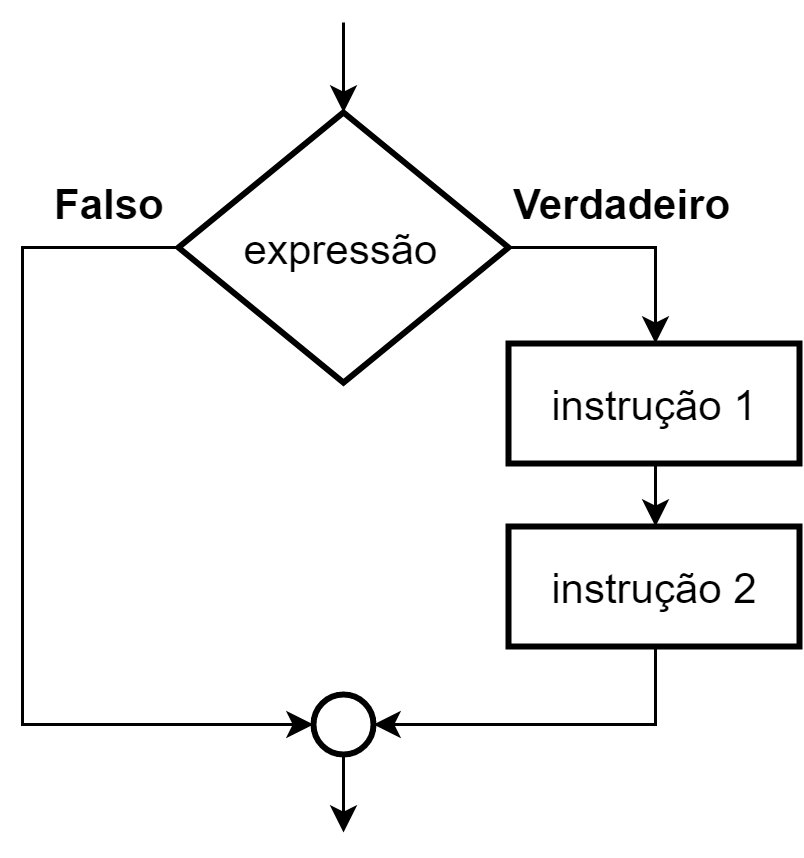 Falso
Verdadeiro
expressão
instrução 1
instrução 2